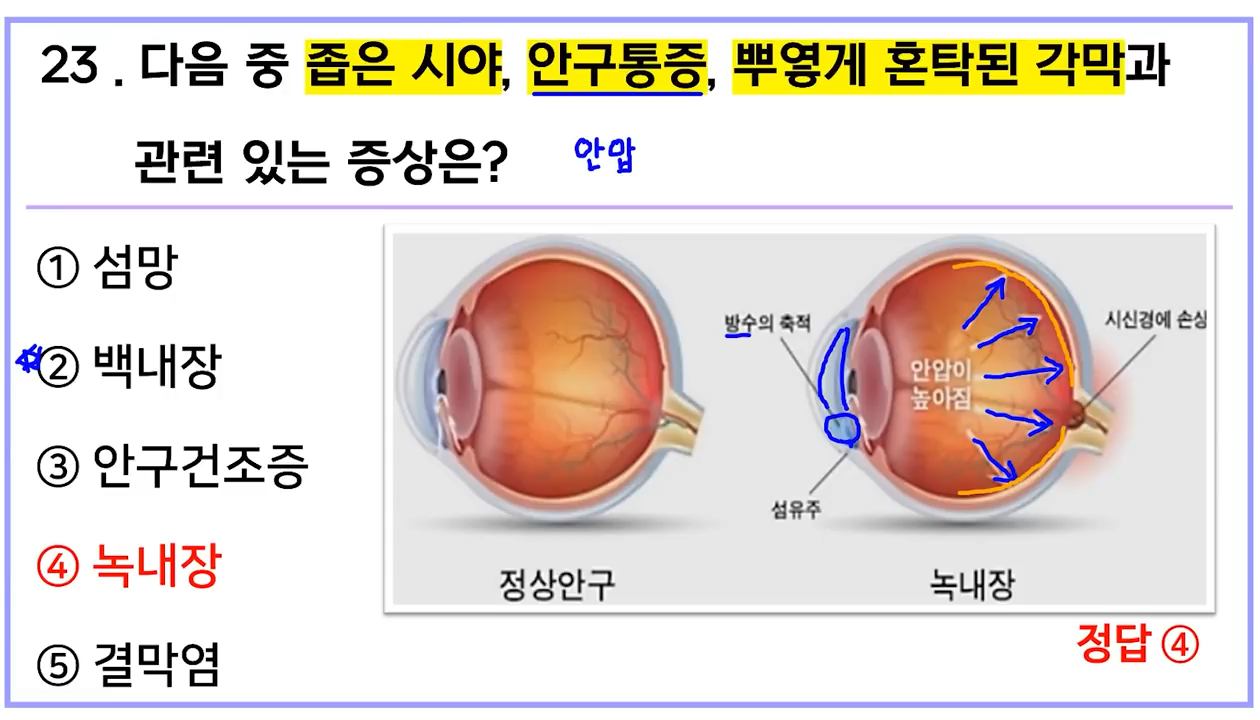 23 . 다음 중 좁은 시야, 안구통증, 뿌옇게 혼탁된 각막과
관련 있는 증상은?
안압
① 섬망
② 백내장
③ 안구건조증
④ 녹내장
⑤ 결막염
방수의 축적
시신경에 손상
안압이
높아짐
섬유주
정상안구
녹내장
정답 ④